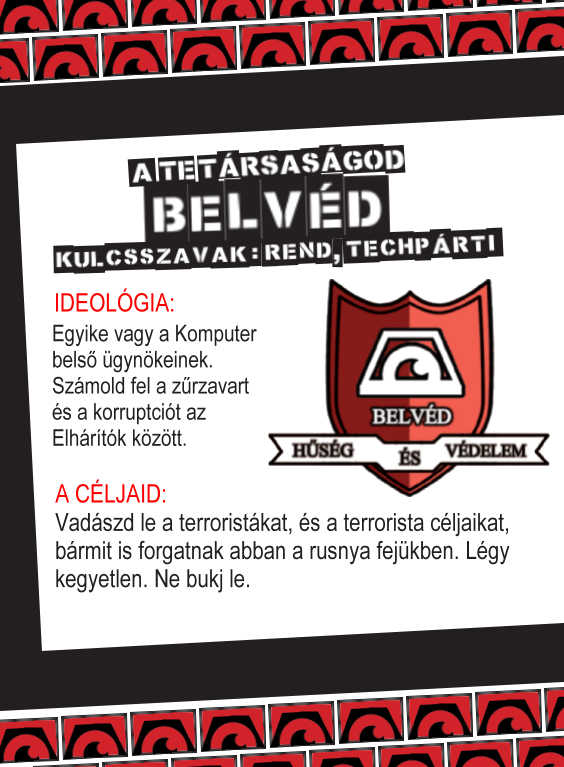 A TETÁRSASÁGOD
BELVÉD
KULCSSZAVAK: REND, TECHPÁRTI
IDEOLÓGIA:
Egyike vagy a Komputer
belső ügynökeinek.
Számold fel a zűrzavart
és a korruptciót az
Elhárítók között.
BELVÉD
HŰSÉG ÉS VÉDELEM
A CÉLJAID:
Vadászd le a terroristákat, és a terrorista céljaikat,
bármit is forgatnak abban a rusnya fejükben. Légy
kegyetlen. Ne bukj le.